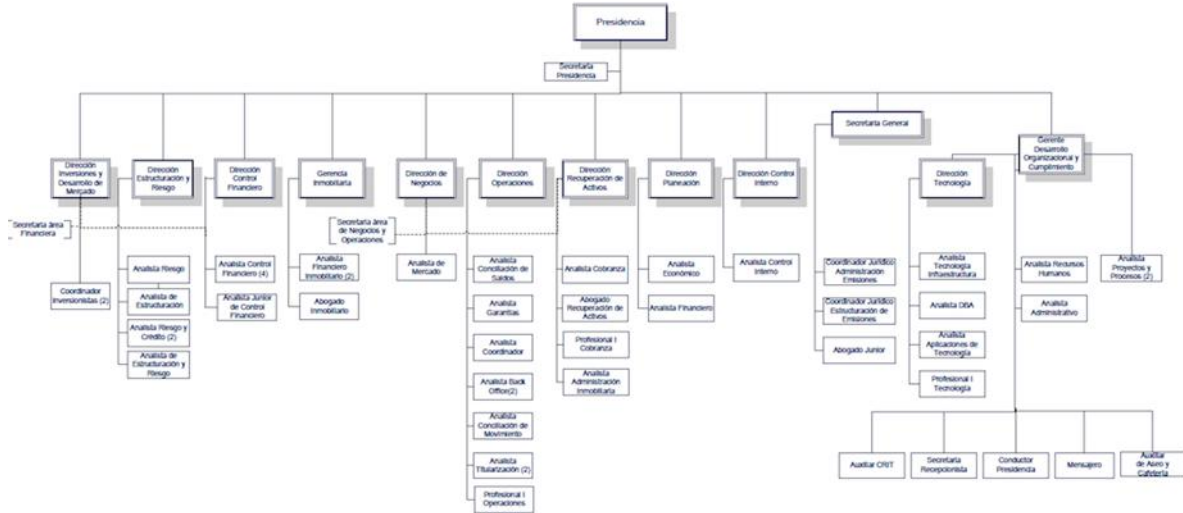 Presidencia
Secretaria
Presidencia
Secretaria General
Gerente
Desarrollo
Organizacional y
Cumplimiento
Dirección
Inversiones y
Desarrollo de
Mercado
Dirección
Estructuración y
Riesgo
Dirección
Control
Financiero
Gerencia
Inmobiliaria
Dirección de
Negocios
Dirección
Operaciones
Dirección
Recuperación de
Activos
Dirección
Planeación
Dirección Control
Interno
Dirección
Tecnología
Secretaria área
Financiera
Secretaria área
de Negocios y
Operaciones
Coordinador
Inversionistas (2)
Analista Riesgo
Analista de
Estructuración
Analista Riesgo y
Crédito (2)
Analista de
Estructuración y
Riesgo
Analista Control
Financiero (4)
Analista Junior
de Control
Financiero
Analista
Financiero
Inmobiliario (2)
Abogado
Inmobiliario
Analista de
Mercado
Analista
Conciliación de
Saldos
Analista
Garantías
Analista
Coordinador
Analista Back
Office(2)
Analista
Conciliación de
Movimiento
Analista
Titularización (2)
Profesional I
Operaciones
Analista Cobranza
Abogado
Recuperación de
Activos
Profesional I
Cobranza
Analista
Administración
Inmobiliaria
Analista
Económico
Analista Financiero
Analista Control
Interno
Coordinador Jurídico
Administración
Emisiones
Coordinador Jurídico
Estructuración de
Emisiones
Abogado Junior
Analista
Tecnología
Infraestructura
Analista DBA
Analista
Aplicaciones de
Tecnología
Profesional I
Tecnología
Analista Recursos
Humanos
Analista
Administrativo
Analista
Proyectos y
Procesos (2)
Auxiliar CRIT
Secretaria
Recepcionista
Conductor
Presidencia
Mensajero
Auxiliar
de Aseo y
Cafetería